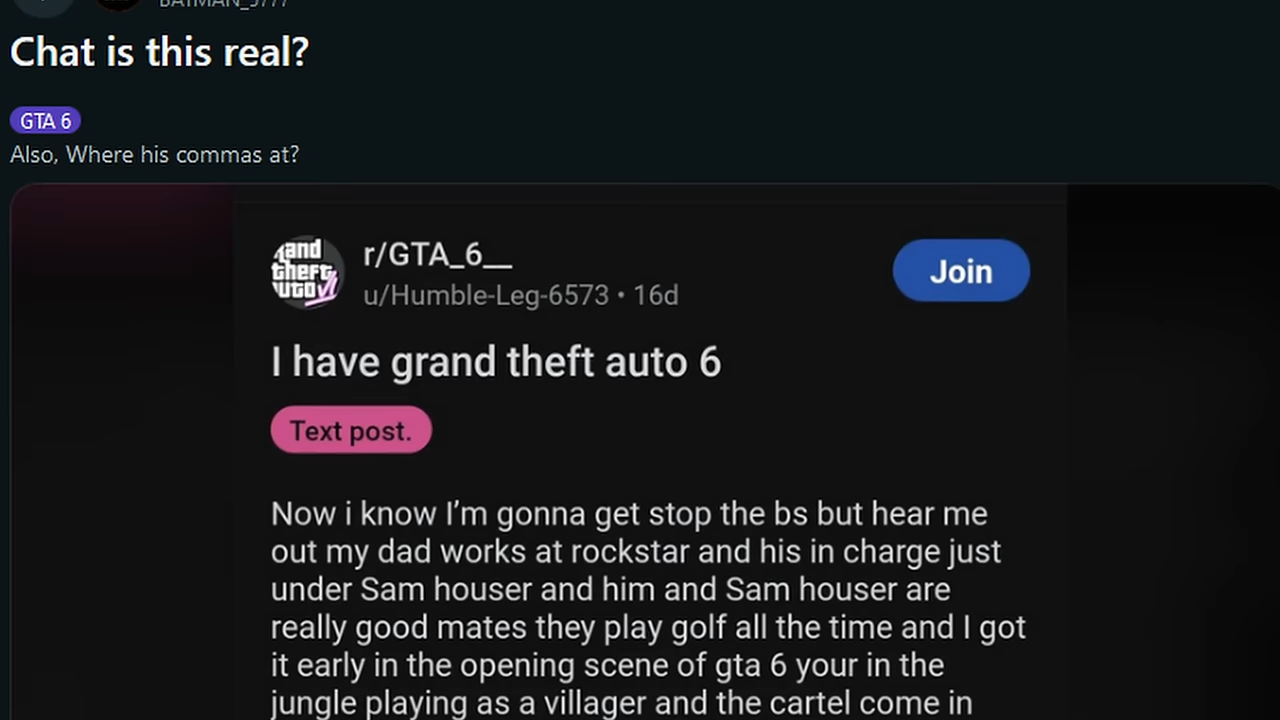 Chat is this real?
GTA 6
Also, Where his commas at?
r/GTA_6__
Join
u/Humble-Leg-6573 • 16d
I have grand theft auto 6
Text post.
Now i know I'm gonna get stop the bs but hear me
out my dad works at rockstar and his in charge just
under Sam houser and him and Sam houser are
really good mates they play golf all the time and I got
it early in the opening scene of gta 6 your in the
jungle playing as a villager and the cartel come in